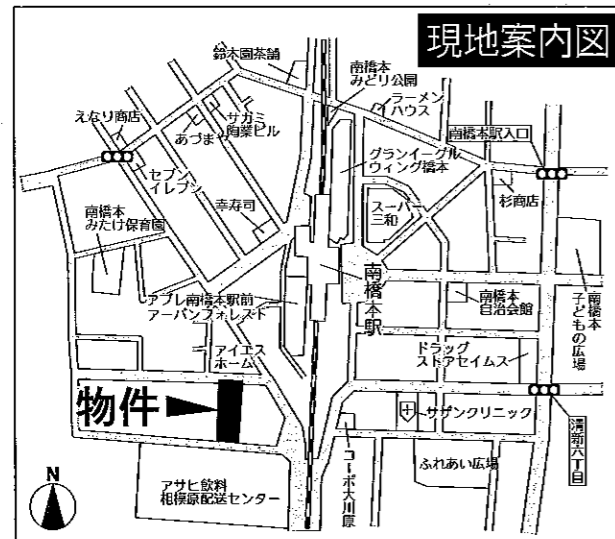 現地案内図
鈴木園茶舗
南橋本
みどり公園
ラーメン
ハウス
えなり商店
あづま
サガミ
陶業ビル
南橋本駅入口
グランイーグル
ウィング橋本
セブン
イレブン
杉商店
スーパー
三和
幸寿司
南橋本
みたけ保育園
南橋本駅
アプレ南橋本駅前
アーバンフォレスト
南橋本
自治会館
南橋本
子どもの広場
アイエス
ホーム
ドラッグ
ストアセイムス
物件
サザンクリニック
清新六丁目
コーポ大川原
ふれあい広場
アサヒ飲料
相模原配送センター
N